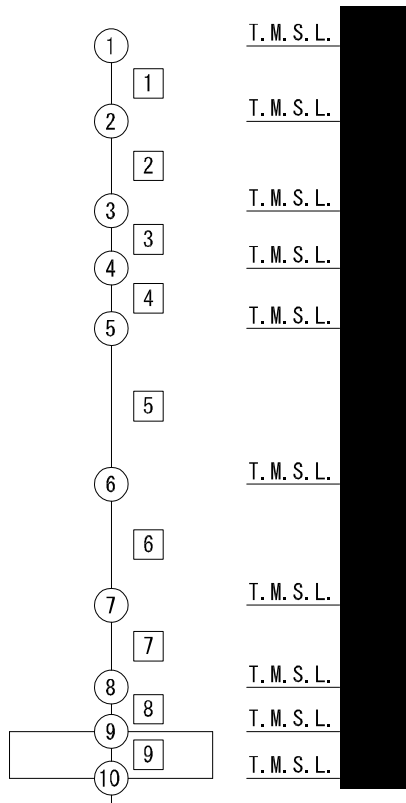 1 T.M.S.L.
1
2 T.M.S.L.
2
3 T.M.S.L.
3
4 T.M.S.L.
4
5 T.M.S.L.
5
6 T.M.S.L.
6
7 T.M.S.L.
7
8 T.M.S.L.
8
9 T.M.S.L.
9
10 T.M.S.L.